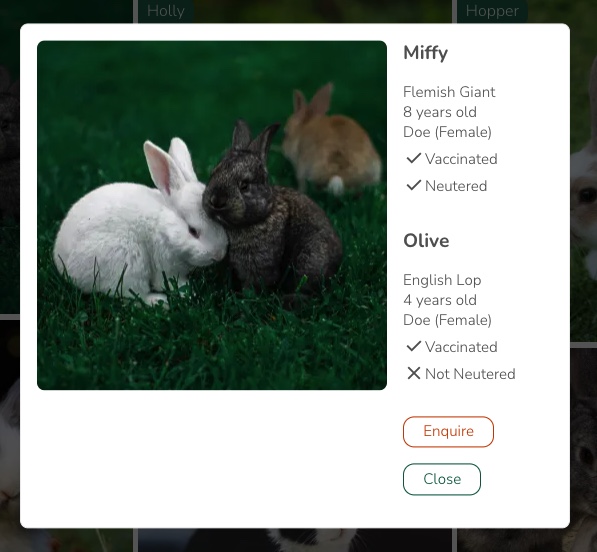 Holly
Hopper
Miffy
Flemish Giant
8 years old
Doe (Female)
Vaccinated
Neutered
Olive
English Lop
4 years old
Doe (Female)
Vaccinated
Not Neutered
Enquire
Close